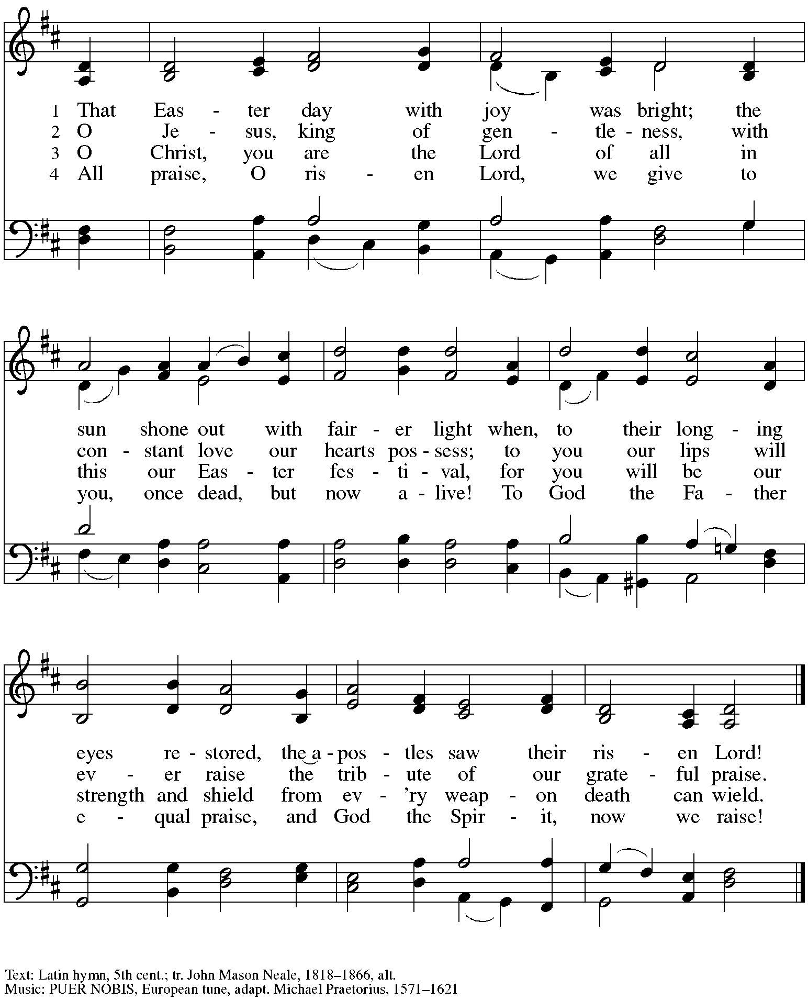 1 That Eas - ter day with joy was bright; the
2 O Je - sus, king of gen - tle - ness, with
3 O Christ, you are the Lord of all in
4 All praise, O ris - en Lord, we give to
sun shone out with fair - er light when, to their long - ing
con - stant love our hearts pos - sess; to you our lips will
this our Eas - ter fes - ti - val, for you will be our
you, once dead, but now a - live! To God the Fa - ther
eyes re - stored, the a - pos - tles saw their ris - en Lord!
ev - er raise the trib - ute of our grate - ful praise.
strength and shield from ev - ’ry weap - on death can wield.
e - qual praise, and God the Spir - it, now we raise!
Text: Latin hymn, 5th cent.; tr. John Mason Neale, 1818–1866, alt.
Music: PUER NOBIS, European tune, adapt. Michael Praetorius, 1571–1621